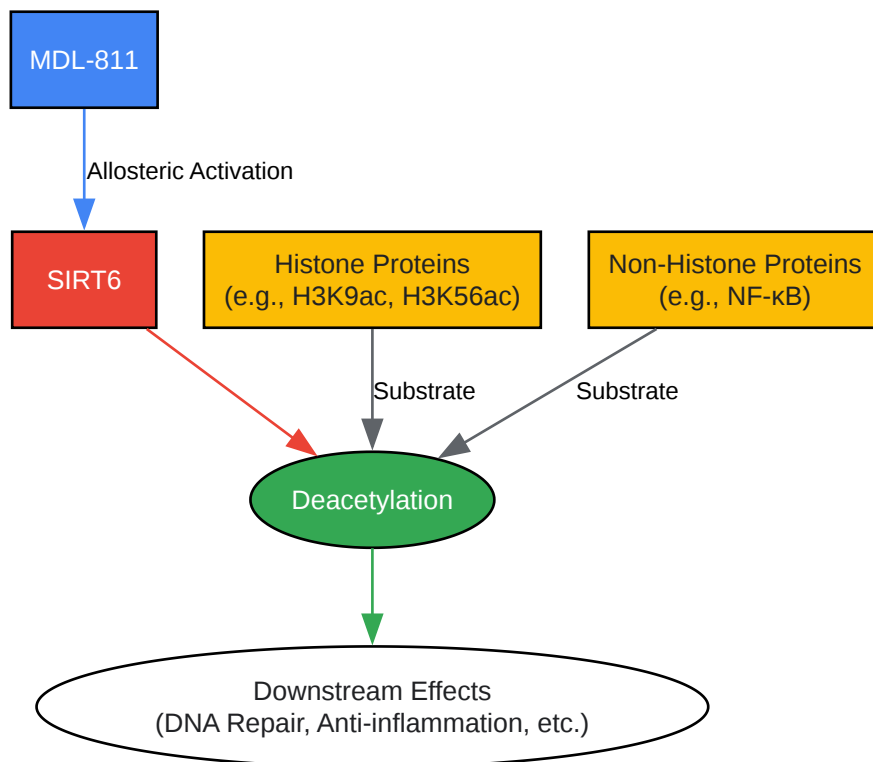 MDL-811
Allosteric Activation
SIRT6
Histone Proteins
(e.g., H3K9ac, H3K56ac)
Non-Histone Proteins
(e.g., NF-κB)
Substrate
Substrate
Deacetylation
Downstream Effects
(DNA Repair, Anti-inflammation, etc.)